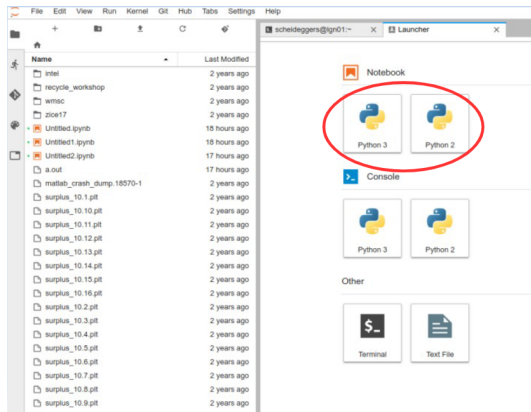 File Edit View Run Kernel Git Hub Tabs Settings Help
scheideggers@lgn01:~
Launcher
Name Last Modified
intel 2 years ago
recycle_workshop 2 years ago
wmsc 2 years ago
zice17 2 years ago
Untitled.ipynb 18 hours ago
Untitled1.ipynb 18 hours ago
Untitled2.ipynb 17 hours ago
a.out 17 hours ago
matlab_crash_dump.18570-1 2 years ago
surplus_10.1.plt 2 years ago
surplus_10.10.plt 2 years ago
surplus_10.11.plt 2 years ago
surplus_10.12.plt 2 years ago
surplus_10.13.plt 2 years ago
surplus_10.14.plt 2 years ago
surplus_10.15.plt 2 years ago
surplus_10.16.plt 2 years ago
surplus_10.2.plt 2 years ago
surplus_10.3.plt 2 years ago
surplus_10.4.plt 2 years ago
surplus_10.5.plt 2 years ago
surplus_10.6.plt 2 years ago
surplus_10.7.plt 2 years ago
surplus_10.8.plt 2 years ago
surplus_10.9.plt 2 years ago
Notebook
Python 3 Python 2
>_ Console
Python 3 Python 2
Other
$_
Terminal Text File